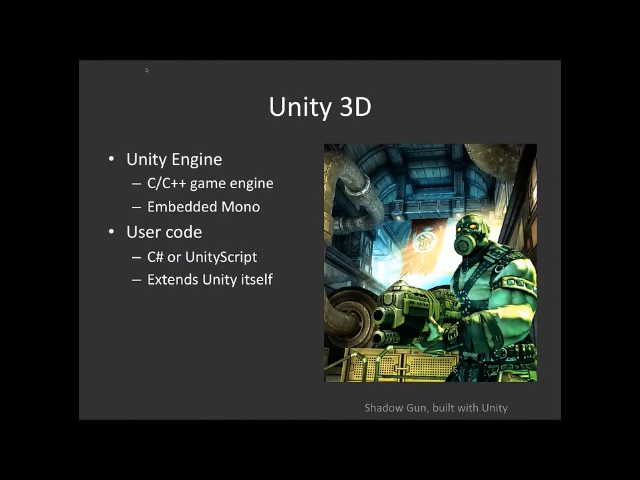 Unity 3D
• Unity Engine
– C/C++ game engine
– Embedded Mono
• User code
– C# or UnityScript
– Extends Unity itself
Shadow Gun, built with Unity